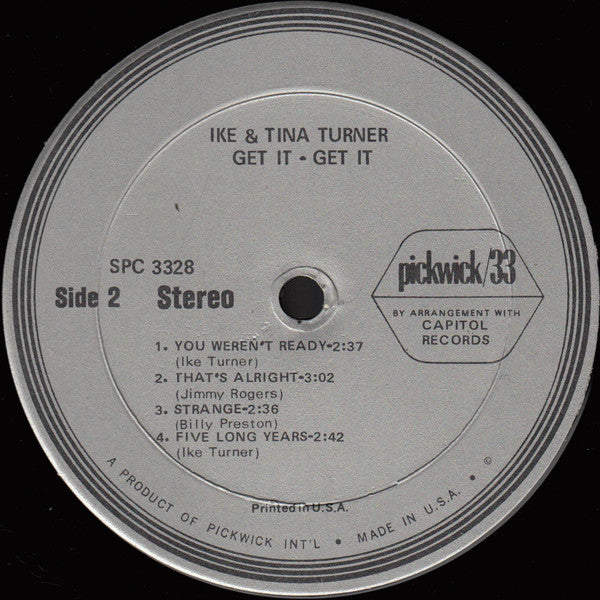 IKE & TINA TURNER
GET IT • GET IT
SPC 3328
Side 2 Stereo
pickwick/33
BY ARRANGEMENT WITH
CAPITOL
RECORDS
1. YOU WEREN'T READY-2:37
(Ike Turner)
2. THAT'S ALRIGHT-3:02
(Jimmy Rogers)
3. STRANGE-2:36
(Billy Preston)
4. FIVE LONG YEARS-2:42
(Ike Turner)
Printed in U.S.A.
A PRODUCT OF PICKWICK INT'L • MADE IN U.S.A. • ©